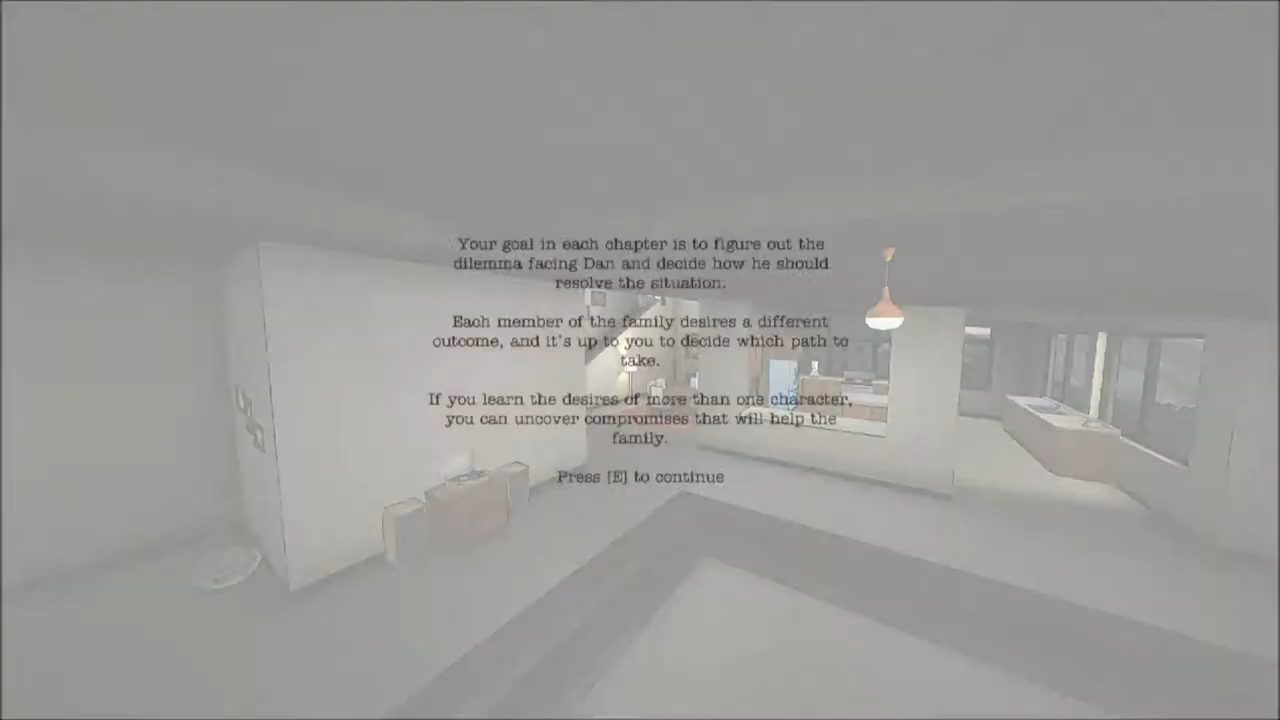 Your goal in each chapter is to figure out the
dilemma facing Dan and decide how he should
resolve the situation.
Each member of the family desires a different
outcome, and it's up to you to decide which path to
take.
If you learn the desires of more than one character,
you can uncover compromises that will help the
family.
Press [E] to continue